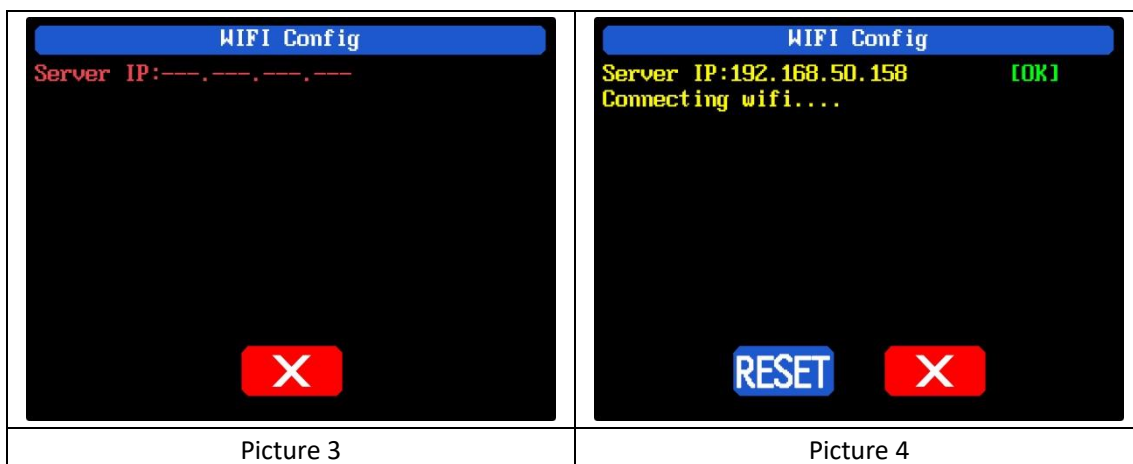 WIFI Config
Server IP:---.---.---.---
X
Picture 3
WIFI Config
Server IP:192.168.50.158 [OK]
Connecting wifi....
RESET
X
Picture 4